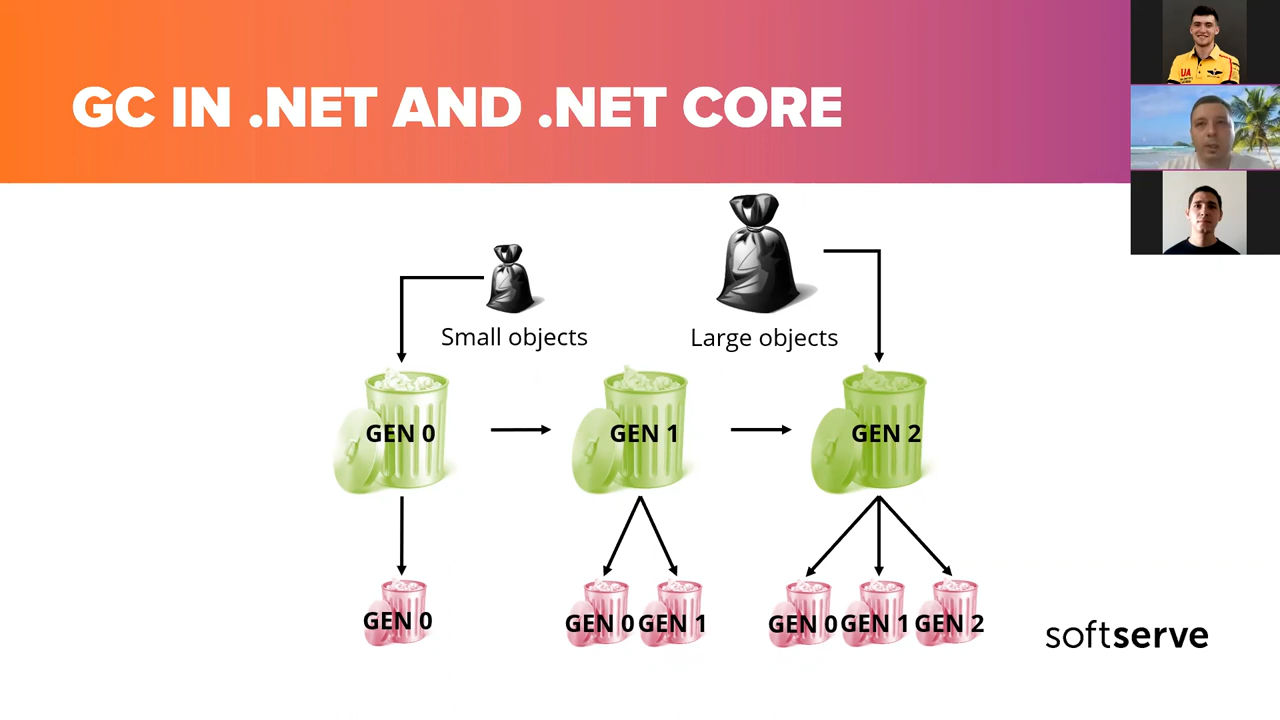 GC IN .NET AND .NET CORE
UA
Small objects
Large objects
GEN 0
GEN 1
GEN 2
GEN 0
GEN 0
GEN 1
GEN 0
GEN 1
GEN 2
softserve